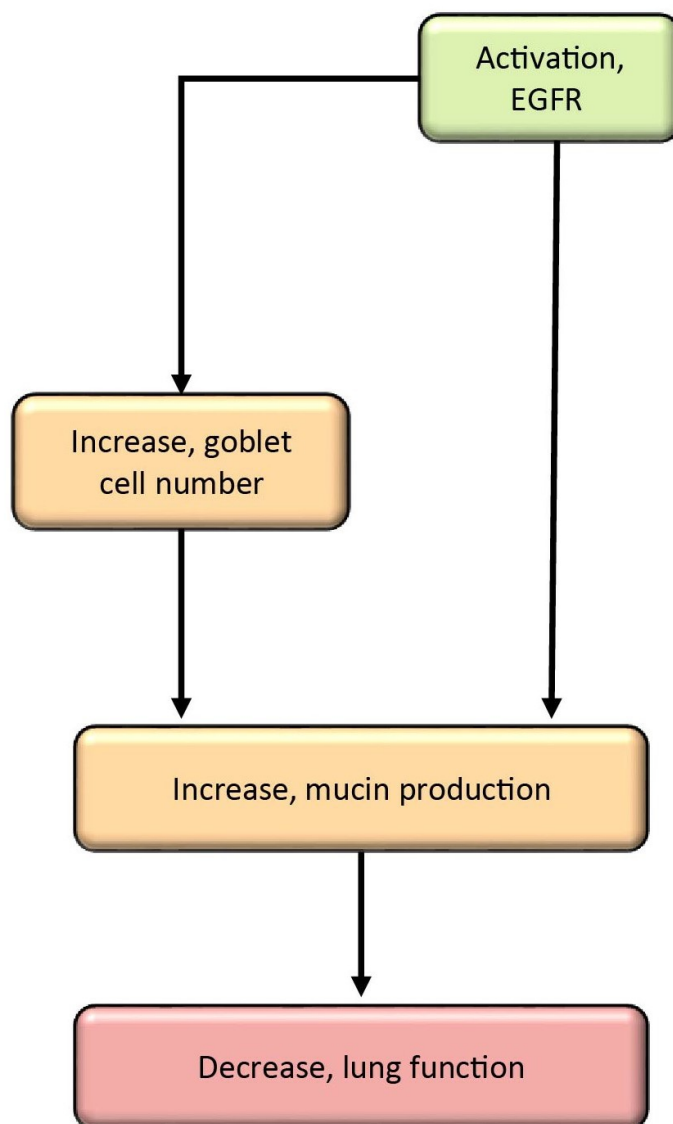 Activation,
EGFR
Increase, goblet
cell number
Increase, mucin production
Decrease, lung function